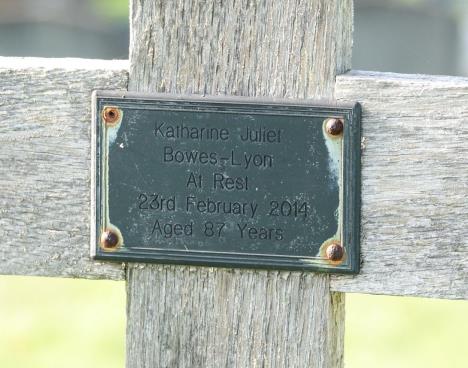 Katharine Juliet
Bowes-Lyon
At Rest
23rd February 2014
Aged 87 Years